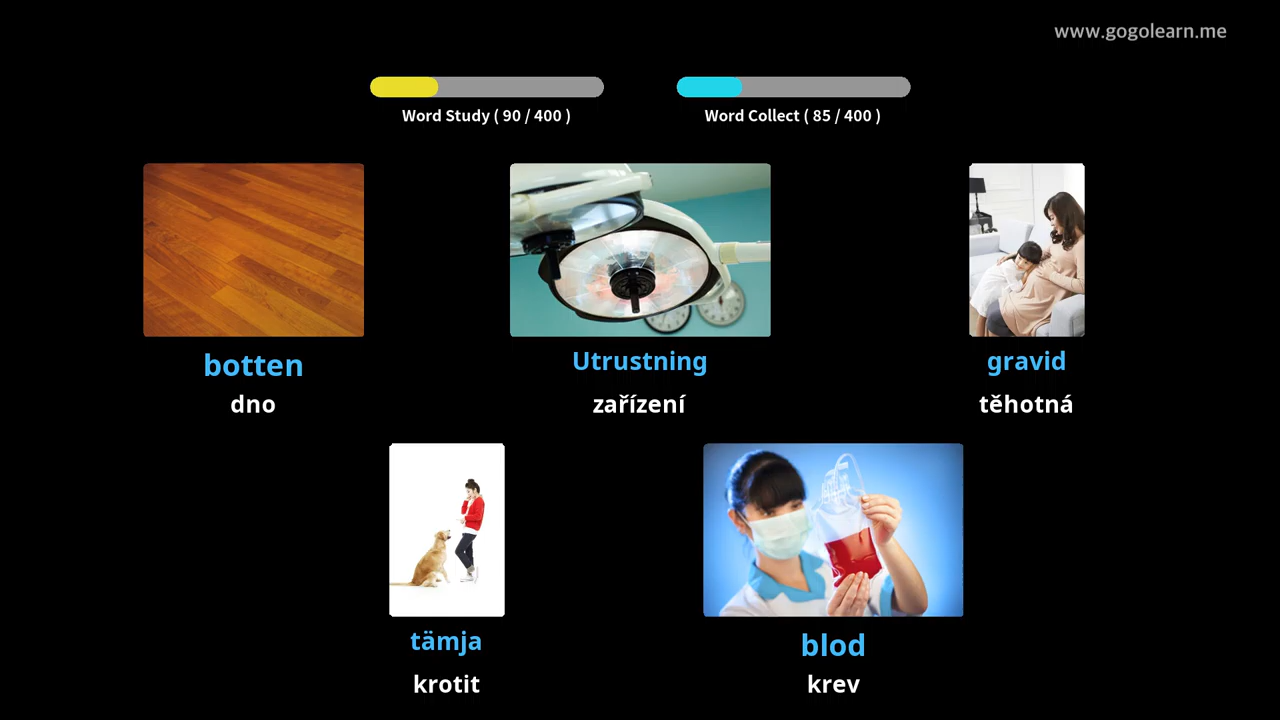 www.gogolearn.me
Word Study ( 90 / 400 )
Word Collect ( 85 / 400 )
botten
dno
Utrustning
zařízení
gravid
těhotná
tämja
krotit
blod
krev